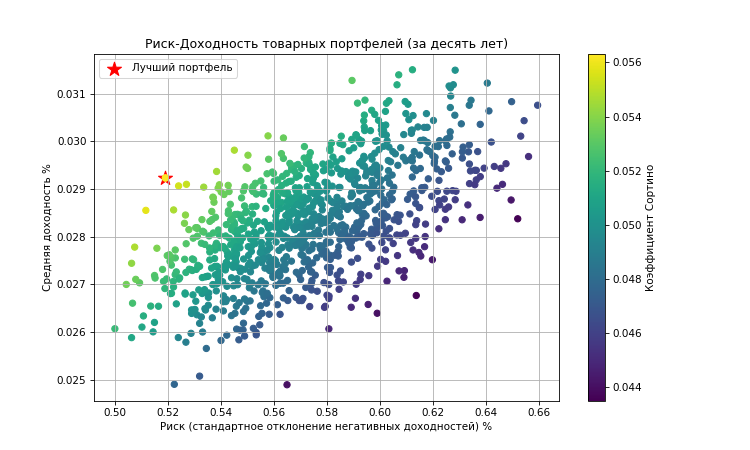 Риск-Доходность товарных портфелей (за десять лет)
Лучший портфель
Средняя доходность %
0.031
0.030
0.029
0.028
0.027
0.026
0.025
0.50 0.52 0.54 0.56 0.58 0.60 0.62 0.64 0.66
Риск (стандартное отклонение негативных доходностей) %
0.056
0.054
0.052
0.050
0.048
0.046
0.044
Коэффициент Сортино